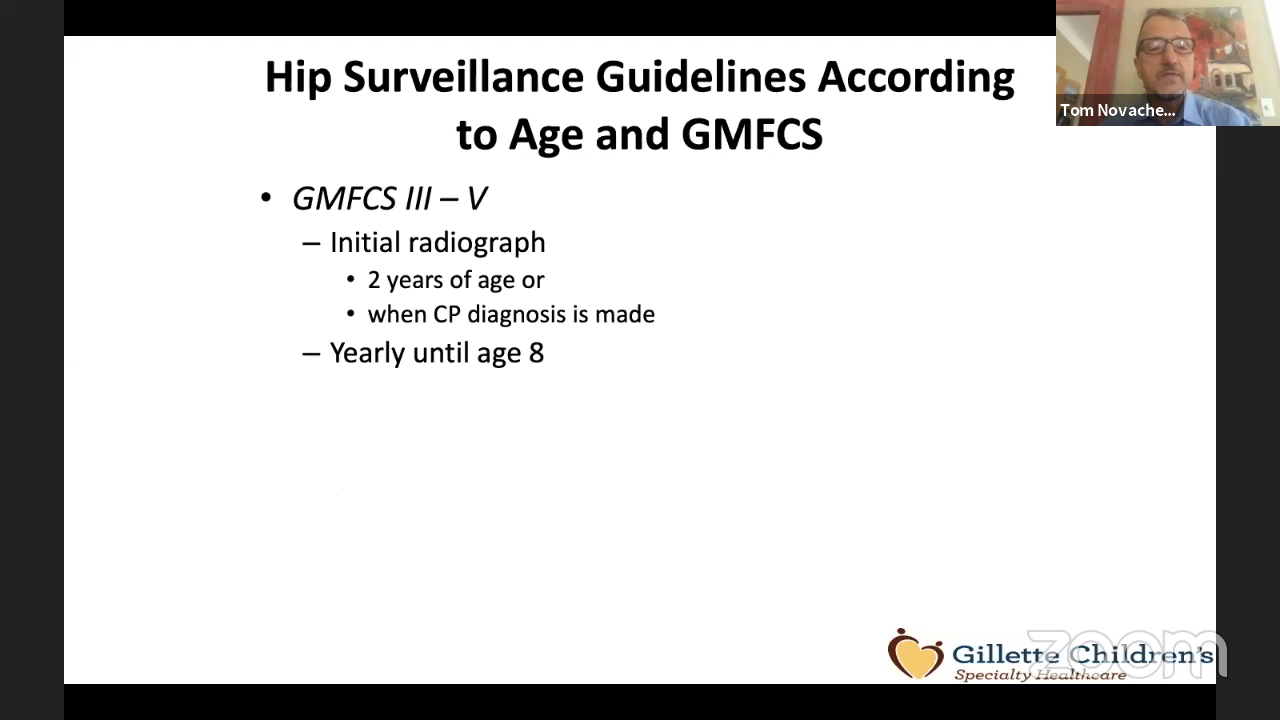 Hip Surveillance Guidelines According
to Age and GMFCS
Tom Novache...
• GMFCS III – V
– Initial radiograph
• 2 years of age or
• when CP diagnosis is made
– Yearly until age 8
Gillette Children's
Specialty Healthcare
zoom